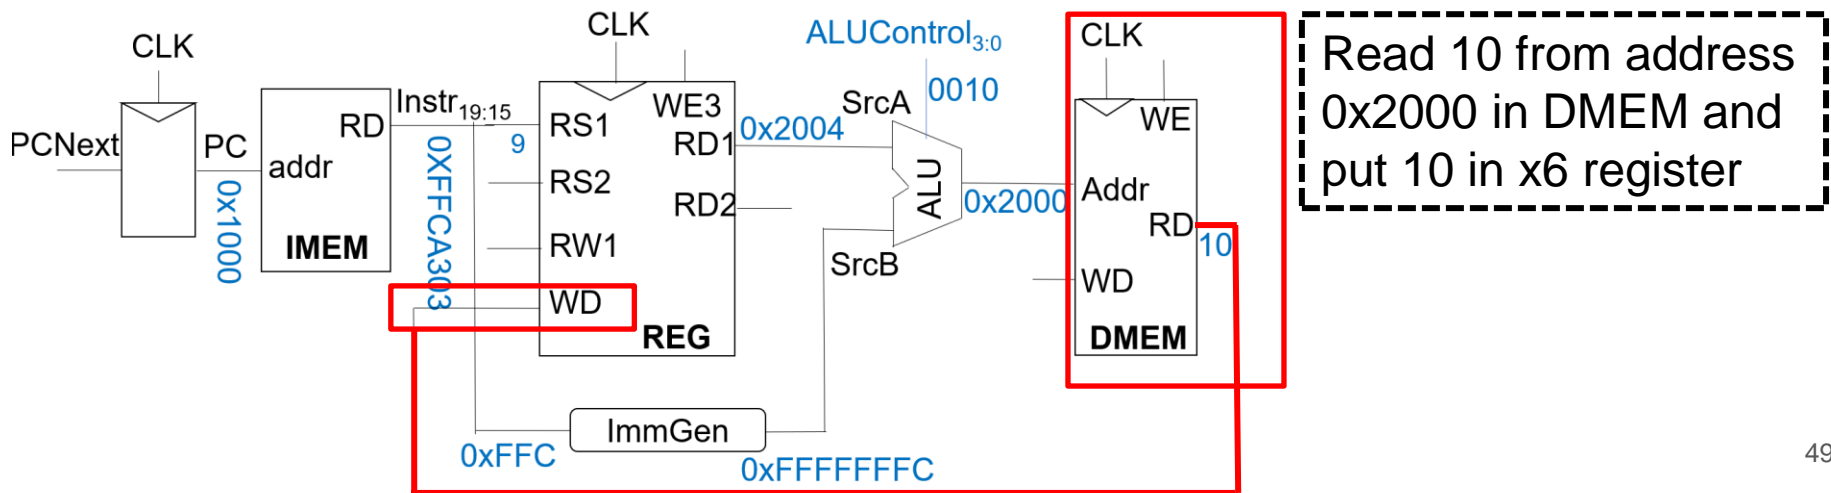 CLK
PCNext
PC
0x1000
addr
RD
IMEM
Instr19:15
0XFFCA303
9
CLK
WE3
RS1
RD1
RS2
RD2
RW1
WD
REG
0x2004
ALUControl3:0
0010
SrcA
ALU
SrcB
0x2000
CLK
WE
Addr
RD
WD
DMEM
10
ImmGen
0xFFC
0xFFFFFFFC
Read 10 from address
0x2000 in DMEM and
put 10 in x6 register
49